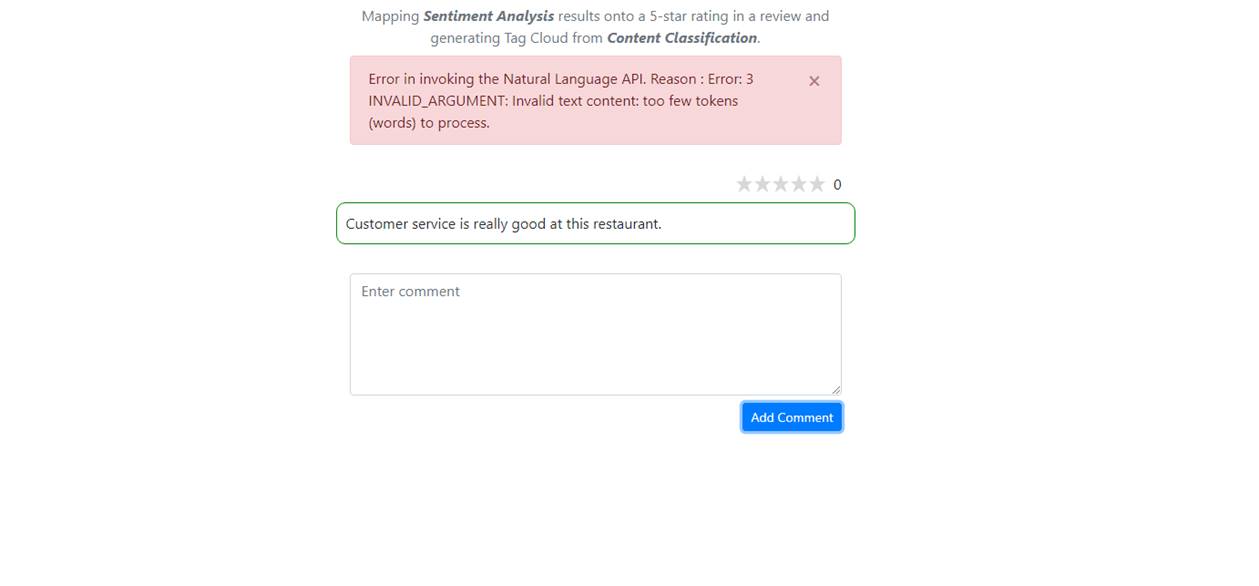 Mapping Sentiment Analysis results onto a 5-star rating in a review and
generating Tag Cloud from Content Classification.
Error in invoking the Natural Language API. Reason : Error: 3
INVALID_ARGUMENT: Invalid text content: too few tokens
(words) to process.
×
0
Customer service is really good at this restaurant.
Enter comment
Add Comment